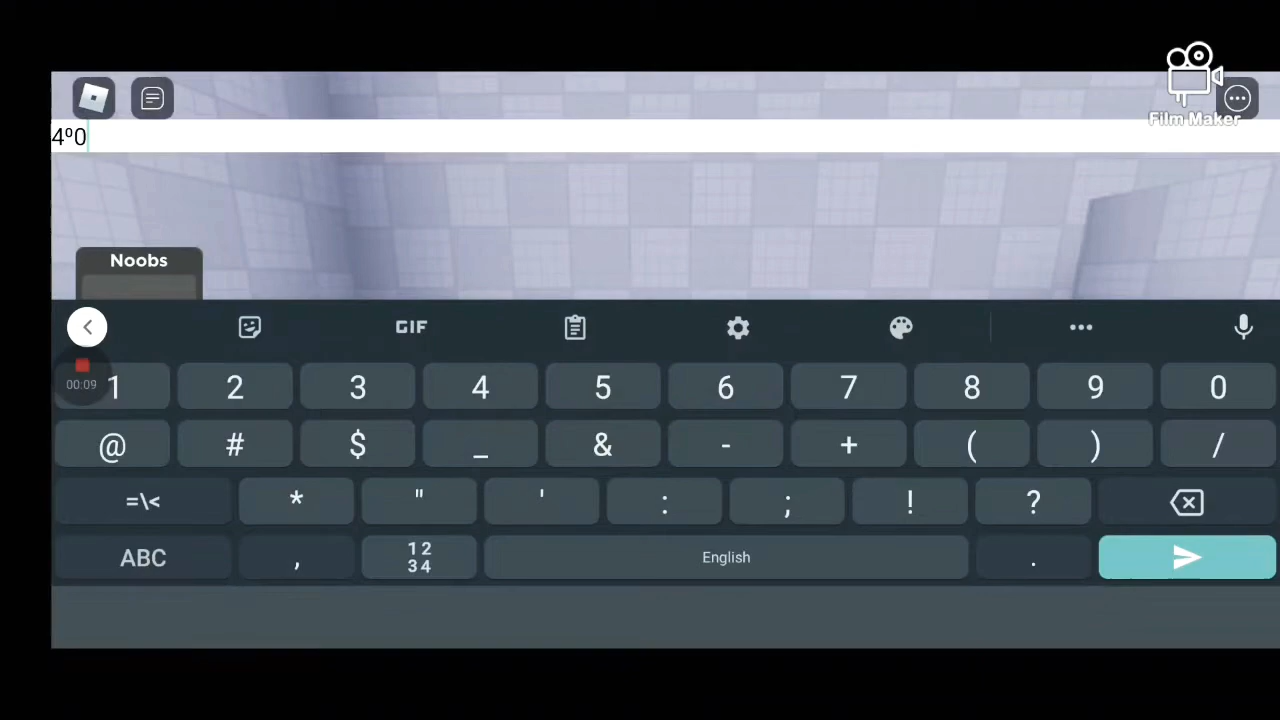 Film Maker
4º0
Noobs
GIF
00:09
1 2 3 4 5 6 7 8 9 0
@ # $ _ & - + ( ) /
=\< * " ' : ; ! ?
ABC , 12 34 English .